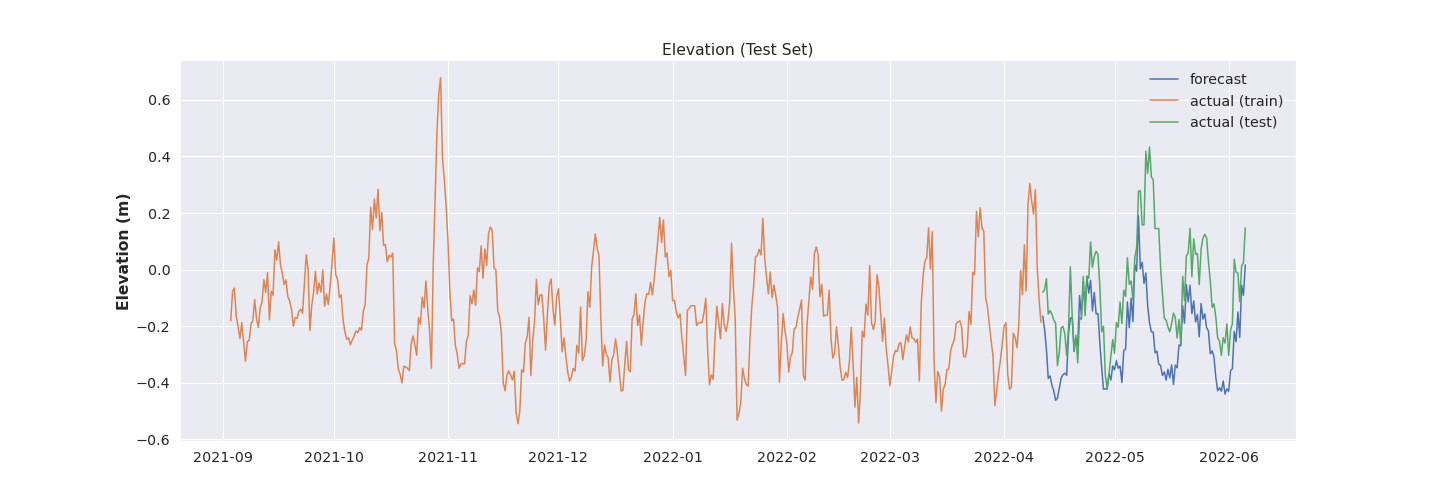 Elevation (Test Set)
forecast
actual (train)
actual (test)
Elevation (m)
0.6
0.4
0.2
0.0
−0.2
−0.4
−0.6
2021-09 2021-10 2021-11 2021-12 2022-01 2022-02 2022-03 2022-04 2022-05 2022-06